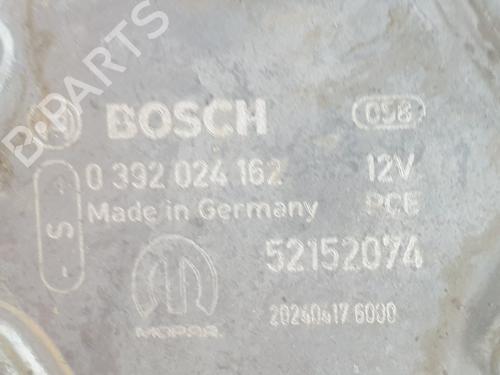 B-PARTS
BOSCH 058
0 392 024 162 12V
Made in Germany PCE
+ S -
52152074
MOPAR
20240417 6000